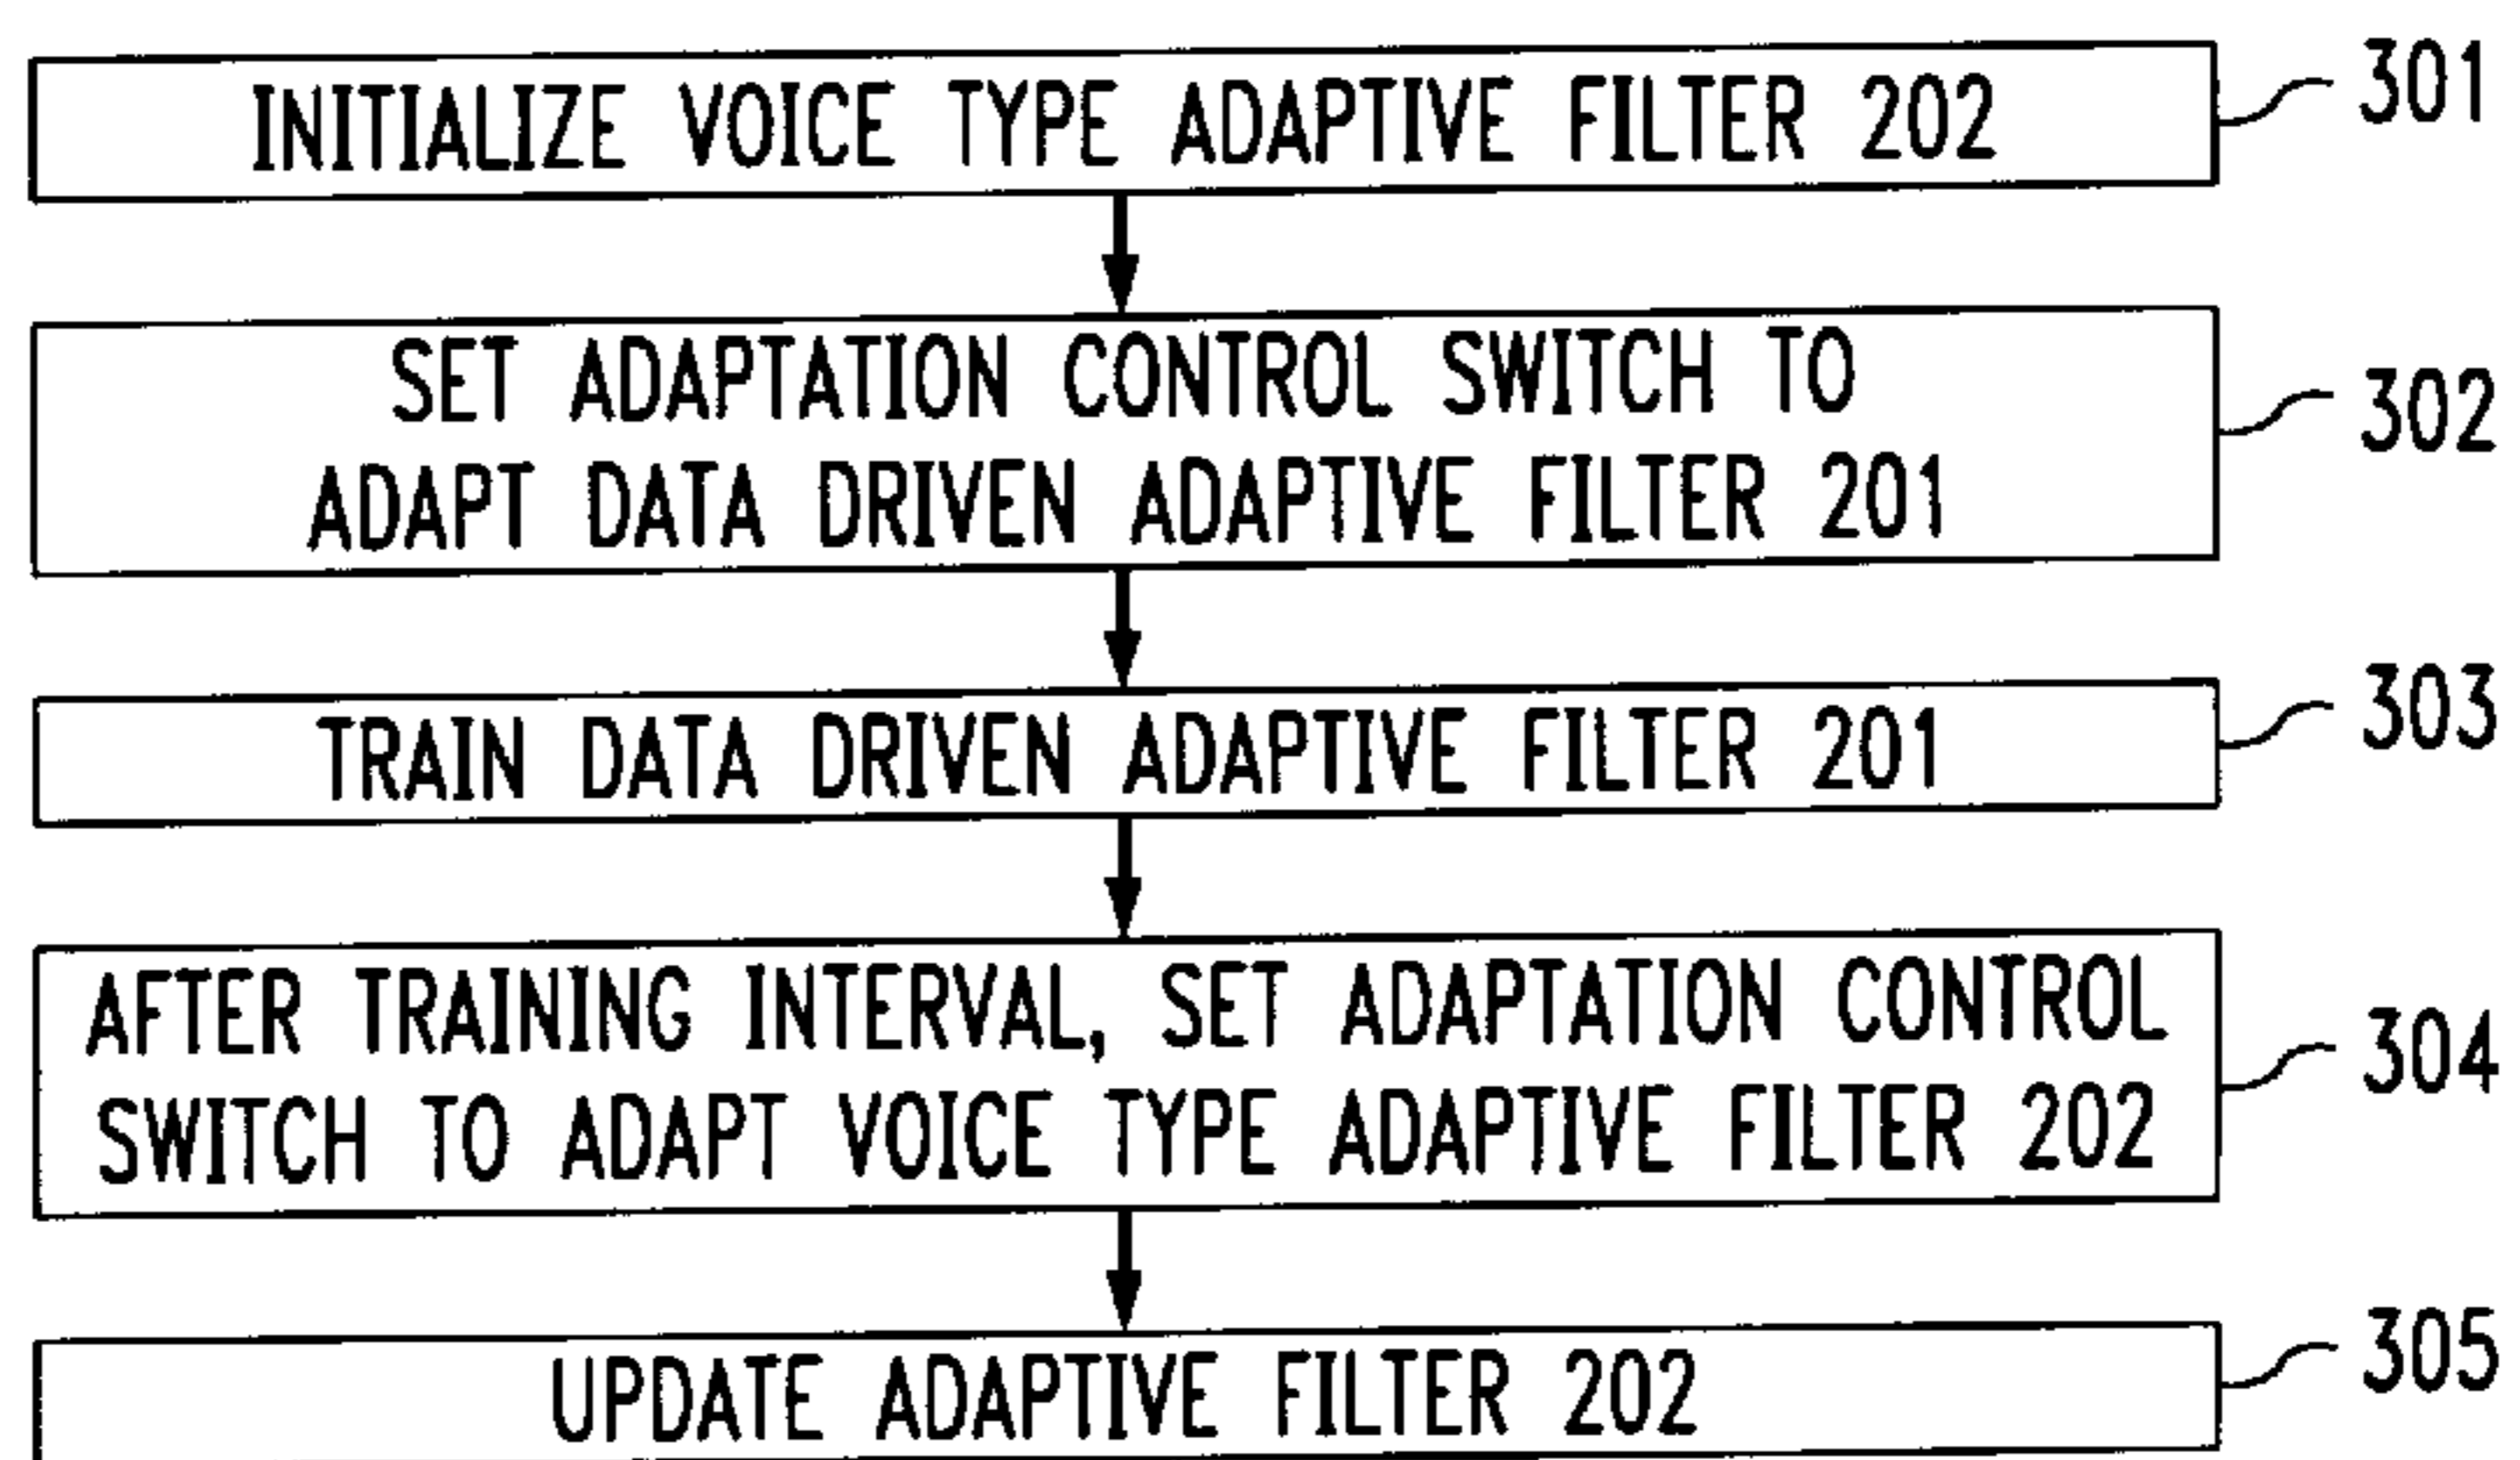 INITIALIZE VOICE TYPE ADAPTIVE FILTER 202
301
SET ADAPTATION CONTROL SWITCH TO
ADAPT DATA DRIVEN ADAPTIVE FILTER 201
302
TRAIN DATA DRIVEN ADAPTIVE FILTER 201
303
AFTER TRAINING INTERVAL, SET ADAPTATION CONTROL
SWITCH TO ADAPT VOICE TYPE ADAPTIVE FILTER 202
304
UPDATE ADAPTIVE FILTER 202
305